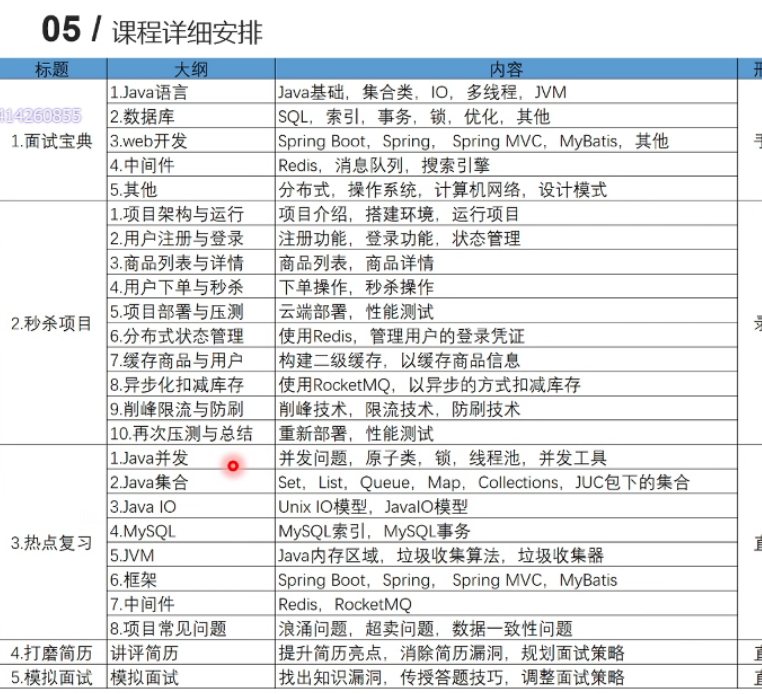 05 / 课程详细安排
标题 大纲 内容
1.面试宝典
1.Java语言 Java基础，集合类，IO，多线程，JVM
2.数据库 SQL，索引，事务，锁，优化，其他
3.web开发 Spring Boot，Spring， Spring MVC，MyBatis，其他
4.中间件 Redis，消息队列，搜索引擎
5.其他 分布式，操作系统，计算机网络，设计模式
2.秒杀项目
1.项目架构与运行 项目介绍，搭建环境，运行项目
2.用户注册与登录 注册功能，登录功能，状态管理
3.商品列表与详情 商品列表，商品详情
4.用户下单与秒杀 下单操作，秒杀操作
5.项目部署与压测 云端部署，性能测试
6.分布式状态管理 使用Redis，管理用户的登录凭证
7.缓存商品与用户 构建二级缓存，以缓存商品信息
8.异步化扣减库存 使用RocketMQ，以异步的方式扣减库存
9.削峰限流与防刷 削峰技术，限流技术，防刷技术
10.再次压测与总结 重新部署，性能测试
3.热点复习
1.Java并发 并发问题，原子类，锁，线程池，并发工具
2.Java集合 Set，List，Queue，Map，Collections，JUC包下的集合
3.Java IO Unix IO模型，JavaIO模型
4.MySQL MySQL索引，MySQL事务
5.JVM Java内存区域，垃圾收集算法，垃圾收集器
6.框架 Spring Boot，Spring， Spring MVC，MyBatis
7.中间件 Redis，RocketMQ
8.项目常见问题 浪涌问题，超卖问题，数据一致性问题
4.打磨简历 讲评简历 提升简历亮点，消除简历漏洞，规划面试策略
5.模拟面试 模拟面试 找出知识漏洞，传授答题技巧，调整面试策略